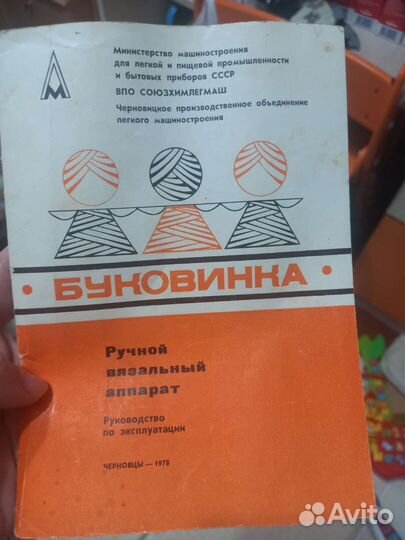 Министерство машиностроения
для легкой и пищевой промышленности
и бытовых приборов СССР
ВПО СОЮЗХИМЛЕГМАШ
Черновицкое производственное объединение
легкого машиностроения
• БУКОВИНКА •
Ручной
вязальный
аппарат
Руководство
по эксплуатации
ЧЕРНОВЦЫ — 1978
Avito